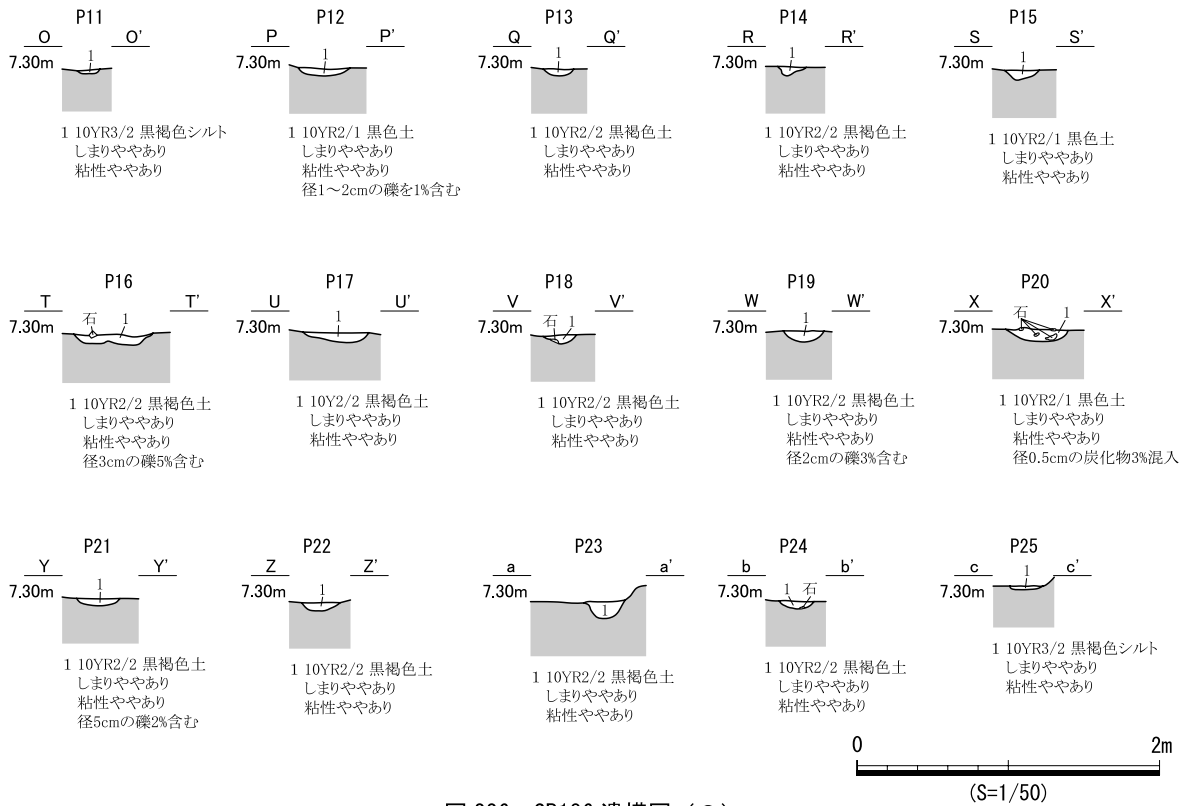 P11 P12 P13 P14 P15
O O' P P' Q Q' R R' S S'
7.30m 1 7.30m 1 7.30m 1 7.30m 1 7.30m 1
1 10YR3/2 黒褐色シルト
しまりややあり
粘性ややあり
1 10YR2/1 黒色土
しまりややあり
粘性ややあり
径1～2cmの礫を1%含む
1 10YR2/2 黒褐色土
しまりややあり
粘性ややあり
1 10YR2/2 黒褐色土
しまりややあり
粘性ややあり
1 10YR2/1 黒色土
しまりややあり
粘性ややあり
P16 P17 P18 P19 P20
T T' U U' V V' W W' X X'
7.30m 石 1 7.30m 1 7.30m 石 1 7.30m 1 7.30m 石 1
1 10YR2/2 黒褐色土
しまりややあり
粘性ややあり
径3cmの礫5%含む
1 10Y2/2 黒褐色土
しまりややあり
粘性ややあり
1 10YR2/2 黒褐色土
しまりややあり
粘性ややあり
1 10YR2/2 黒褐色土
しまりややあり
粘性ややあり
径2cmの礫3%含む
1 10YR2/1 黒色土
しまりややあり
粘性ややあり
径0.5cmの炭化物3%混入
P21 P22 P23 P24 P25
Y Y' Z Z' a a' b b' c c'
7.30m 1 7.30m 1 7.30m 1 7.30m 1 石 7.30m 1
1 10YR2/2 黒褐色土
しまりややあり
粘性ややあり
径5cmの礫2%含む
1 10YR2/2 黒褐色土
しまりややあり
粘性ややあり
1 10YR2/2 黒褐色土
しまりややあり
粘性ややあり
1 10YR2/2 黒褐色土
しまりややあり
粘性ややあり
1 10YR3/2 黒褐色シルト
しまりややあり
粘性ややあり
0 2m
(S=1/50)